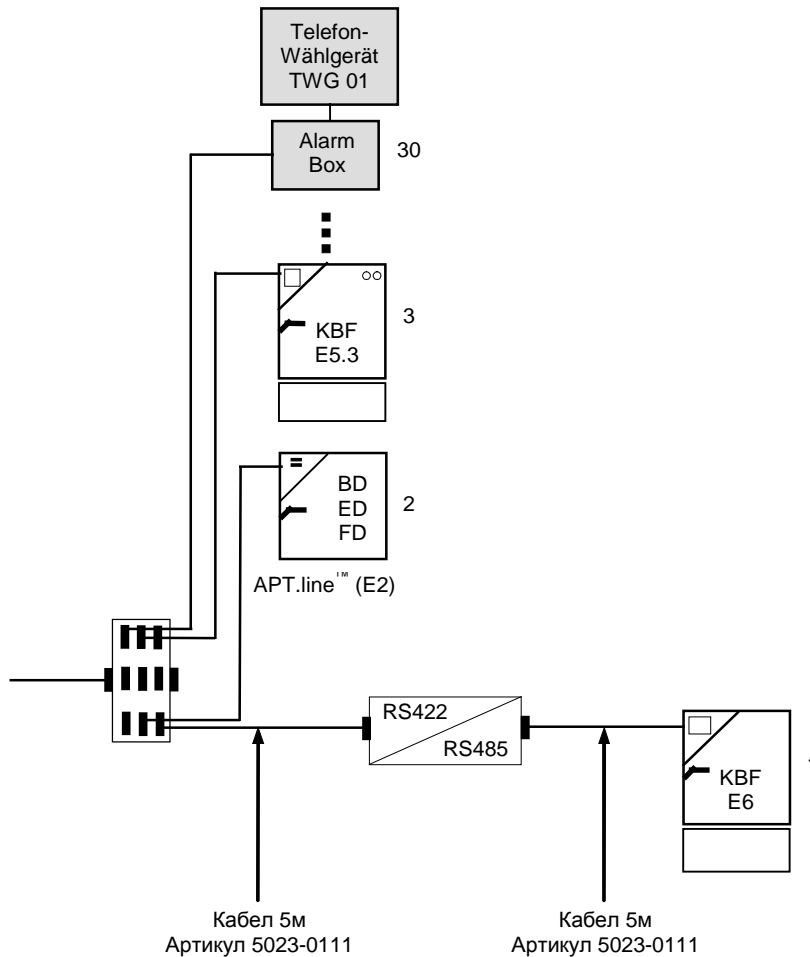 Telefon-
Wählgerät
TWG 01
Alarm
Box
30
KBF
E5.3
3
BD
ED
FD
2
APT.line™ (E2)
RS422
RS485
KBF
E6
Кабел 5м
Артикул 5023-0111
Кабел 5м
Артикул 5023-0111